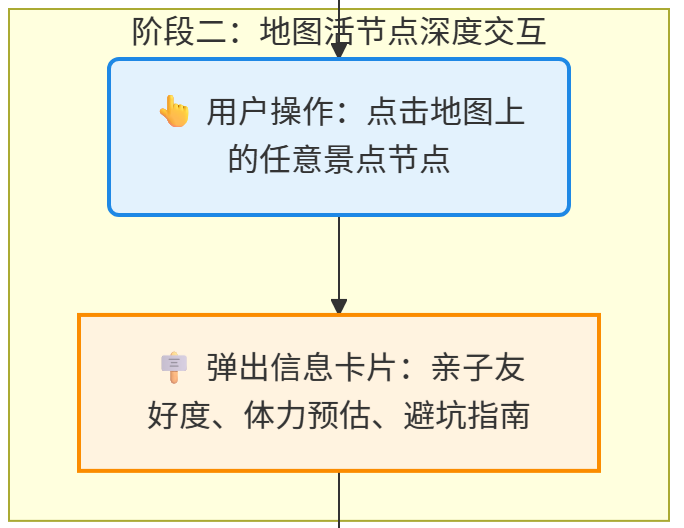 阶段二：地图活节点深度交互
👆 用户操作：点击地图上
的任意景点节点
🪧 弹出信息卡片：亲子友
好度、体力预估、避坑指南